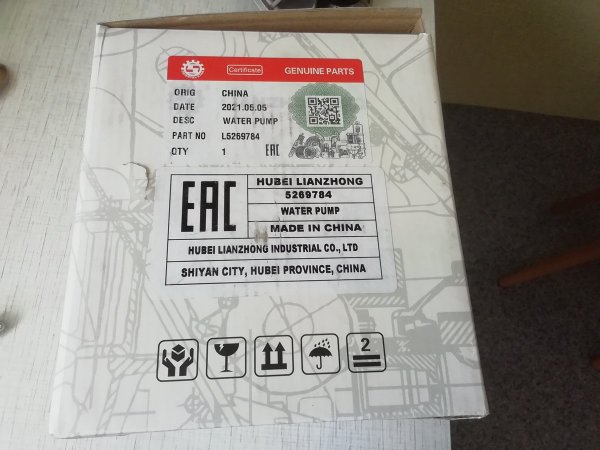 Certificate GENUINE PARTS
ORIG CHINA
DATE 2021.05.05
DESC WATER PUMP
PART NO L5269784
QTY 1 EAC
EAC
HUBEI LIANZHONG
5269784
WATER PUMP
MADE IN CHINA
HUBEI LIANZHONG INDUSTRIAL CO., LTD
SHIYAN CITY, HUBEI PROVINCE, CHINA
2